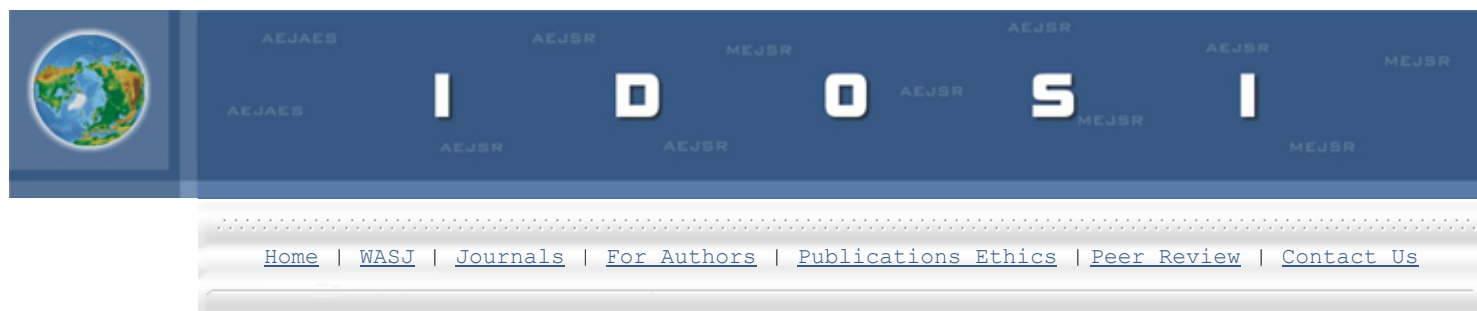 AEJAES AEJSR MEJSR AEJSR AEJSR MEJSR
I D O S I
AEJAES AEJSR MEJSR
AEJSR AEJSR MEJSR
Home | WASJ | Journals | For Authors | Publications Ethics | Peer Review | Contact Us